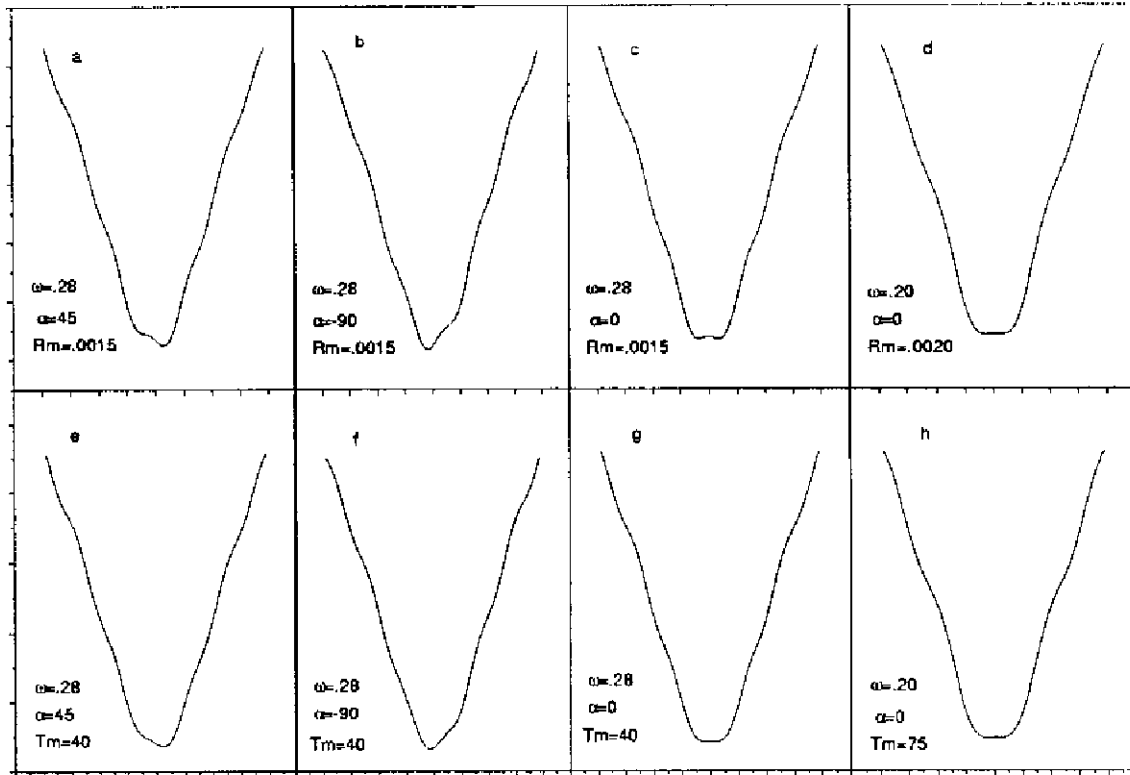 a
b
c
d
ω=.28
α=45
Rm=.0015
ω=.28
α=-90
Rm=.0015
ω=.28
α=0
Rm=.0015
ω=.20
α=0
Rm=.0020
e
f
g
h
ω=.28
α=45
Tm=40
ω=.28
α=-90
Tm=40
ω=.28
α=0
Tm=40
ω=.20
α=0
Tm=75